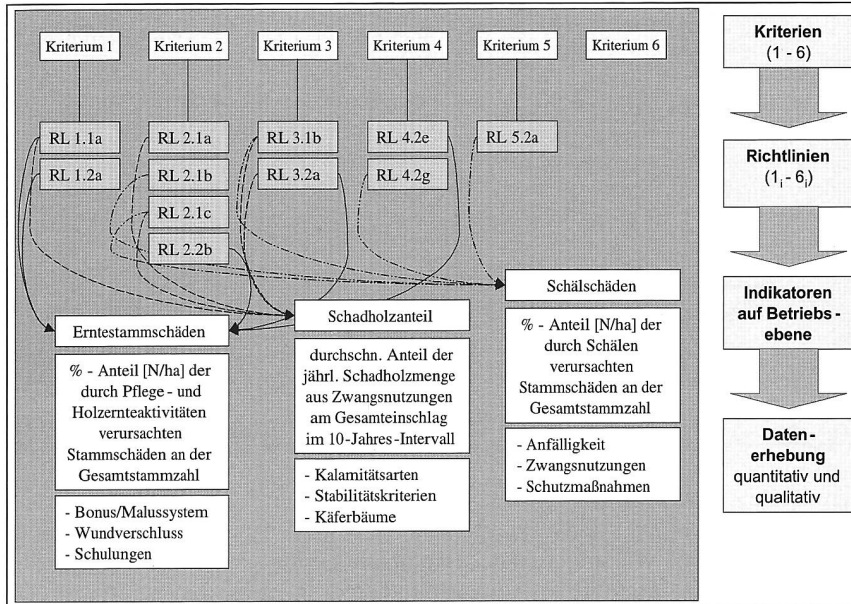 Kriterium 1
Kriterium 2
Kriterium 3
Kriterium 4
Kriterium 5
Kriterium 6
RL 1.1a
RL 2.1a
RL 3.1b
RL 4.2e
RL 5.2a
RL 1.2a
RL 2.1b
RL 3.2a
RL 4.2g
RL 2.1c
RL 2.2b
Erntestammschäden
% - Anteil [N/ha] der
durch Pflege - und
Holzernteaktivitäten
verursachten
Stammschäden an der
Gesamtstammzahl
- Bonus/Malussystem
- Wundverschluss
- Schulungen
Schadholzanteil
durchschn. Anteil der
jährl. Schadholzmenge
aus Zwangsnutzungen
am Gesamteinschlag
im 10-Jahres-Intervall
- Kalamitätsarten
- Stabilitätskriterien
- Käferbäume
Schälschäden
% - Anteil [N/ha] der
durch Schälen
verursachten
Stammschäden an der
Gesamtstammzahl
- Anfälligkeit
- Zwangsnutzungen
- Schutzmaßnahmen
Kriterien
(1 - 6)
Richtlinien
(1i - 6i)
Indikatoren
auf Betriebs-
ebene
Daten-
erhebung
quantitativ und
qualitativ